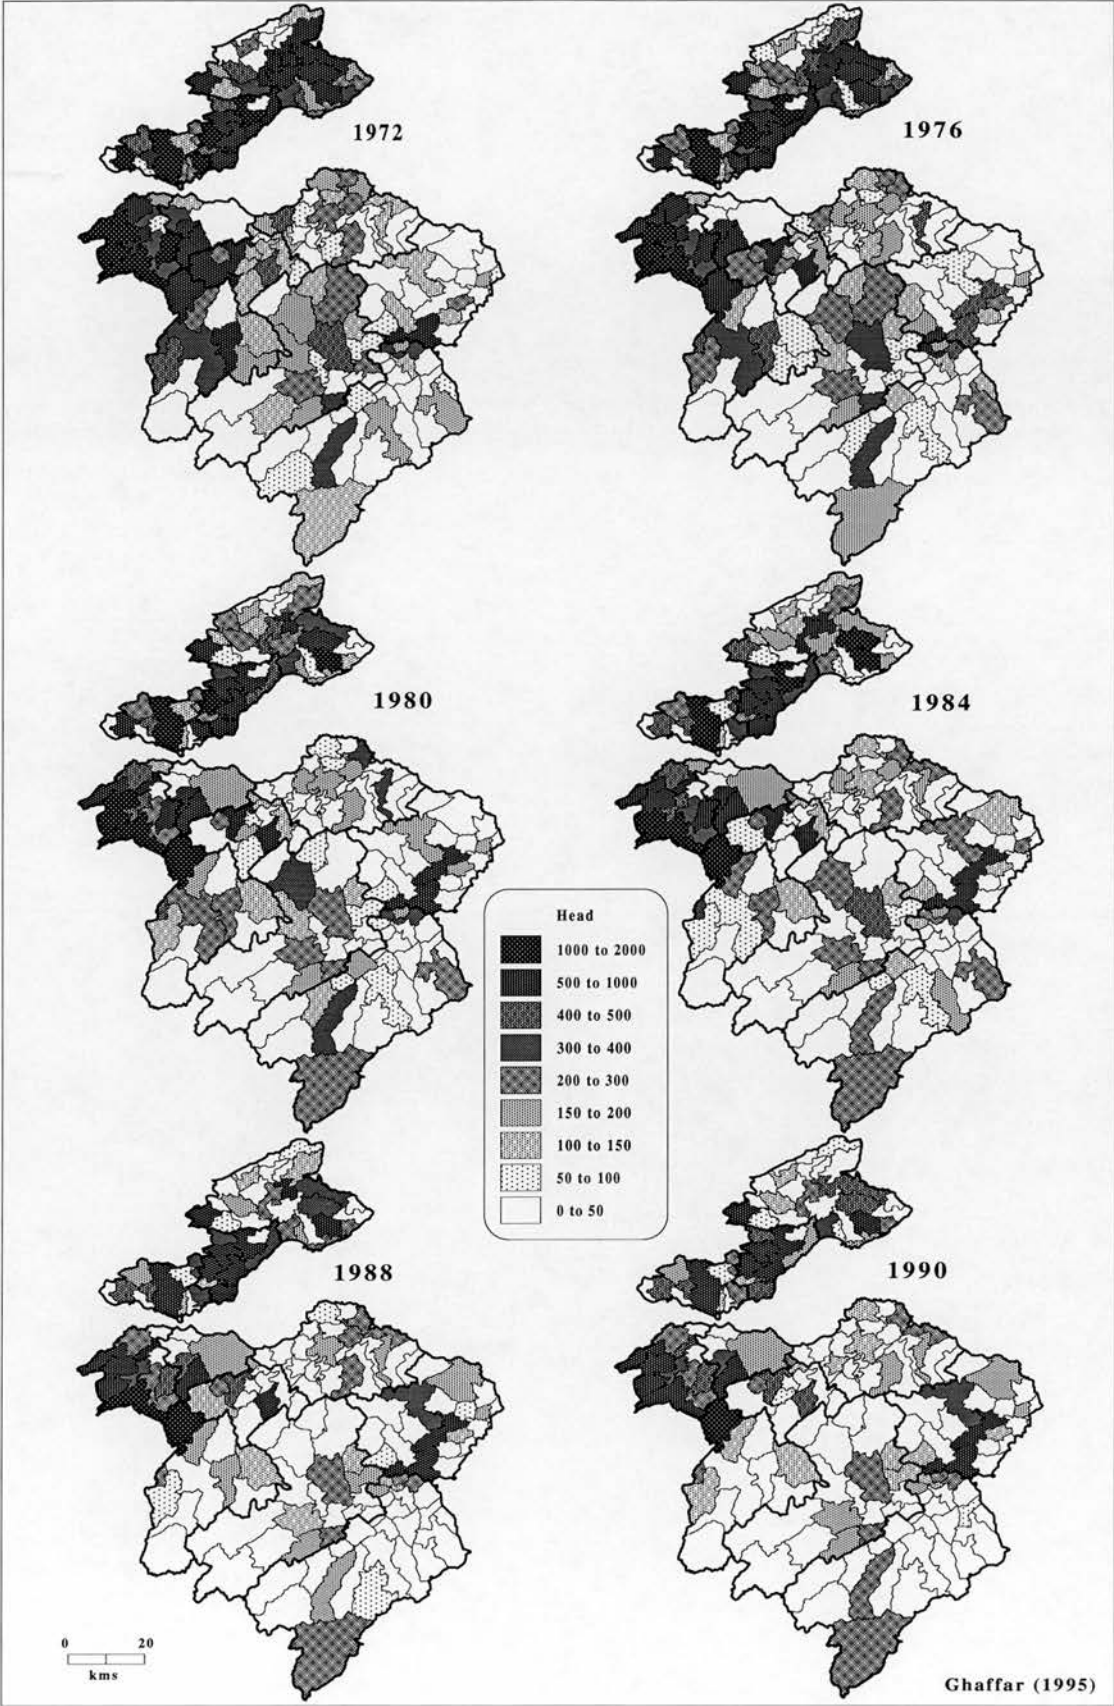 1972
1976
1980
1984
Head
1000 to 2000
500 to 1000
400 to 500
300 to 400
200 to 300
150 to 200
100 to 150
50 to 100
0 to 50
1988
1990
0 20
kms
Ghaffar (1995)